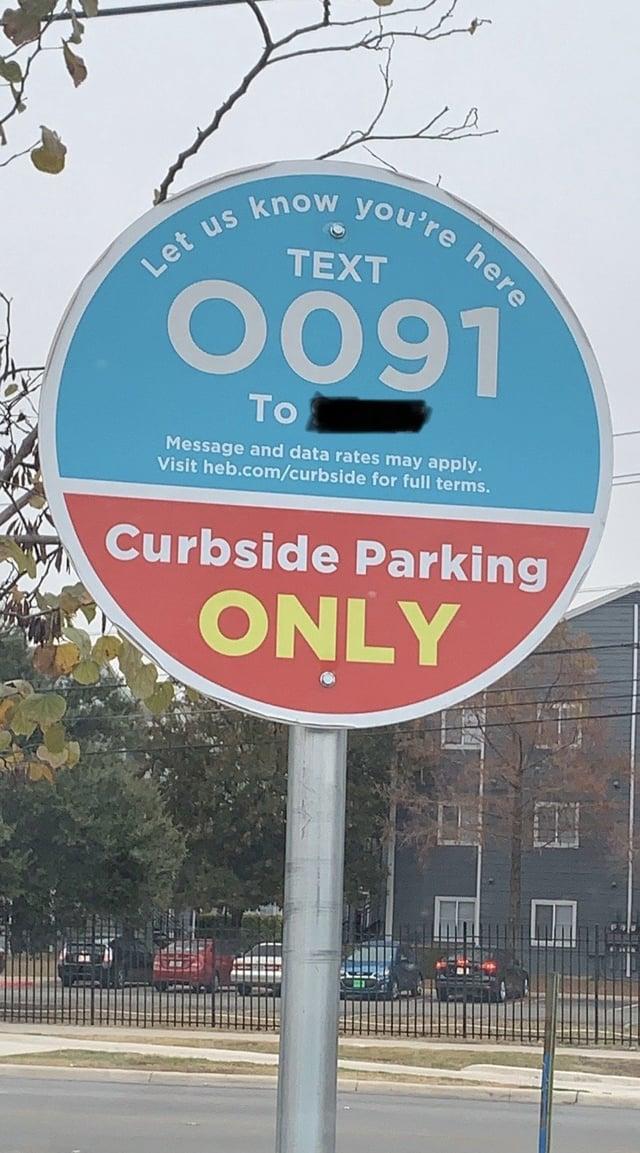 Let us know you're here
TEXT
0091
To
Message and data rates may apply.
Visit heb.com/curbside for full terms.
Curbside Parking
ONLY